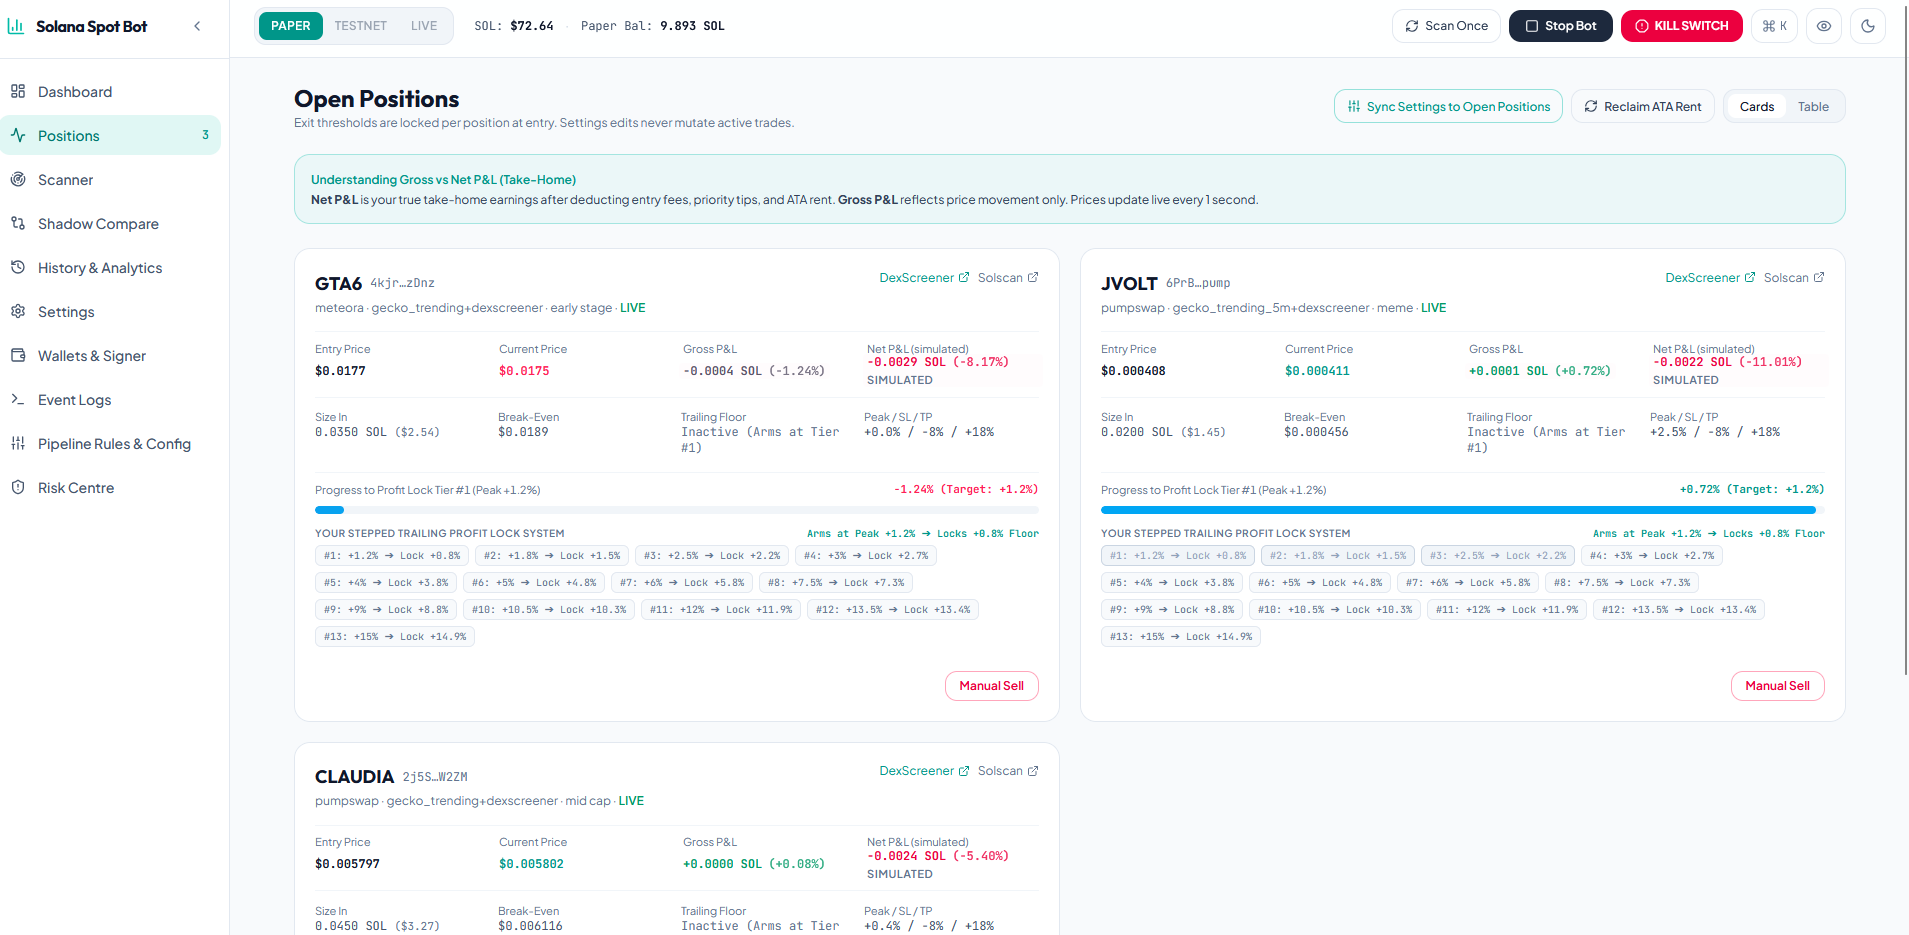 Solana Spot Bot
PAPER TESTNET LIVE SOL: $72.64 · Paper Bal: 9.893 SOL
Scan Once Stop Bot KILL SWITCH ⌘ K
Dashboard
Positions 3
Scanner
Shadow Compare
History & Analytics
Settings
Wallets & Signer
Event Logs
Pipeline Rules & Config
Risk Centre
Open Positions
Exit thresholds are locked per position at entry. Settings edits never mutate active trades.
Sync Settings to Open Positions Reclaim ATA Rent Cards Table
Understanding Gross vs Net P&L (Take-Home)
Net P&L is your true take-home earnings after deducting entry fees, priority tips, and ATA rent. Gross P&L reflects price movement only. Prices update live every 1 second.
GTA6 4kjr…zDnz DexScreener Solscan
meteora · gecko_trending+dexscreener · early stage · LIVE
Entry Price Current Price Gross P&L Net P&L (simulated)
$0.0177 $0.0175 -0.0004 SOL (-1.24%) -0.0029 SOL (-8.17%)
SIMULATED
Size In Break-Even Trailing Floor Peak / SL / TP
0.0350 SOL ($2.54) $0.0189 Inactive (Arms at Tier #1) +0.0% / -8% / +18%
Progress to Profit Lock Tier #1 (Peak +1.2%) -1.24% (Target: +1.2%)
YOUR STEPPED TRAILING PROFIT LOCK SYSTEM Arms at Peak +1.2% → Locks +0.8% Floor
#1: +1.2% → Lock +0.8% #2: +1.8% → Lock +1.5% #3: +2.5% → Lock +2.2% #4: +3% → Lock +2.7%
#5: +4% → Lock +3.8% #6: +5% → Lock +4.8% #7: +6% → Lock +5.8% #8: +7.5% → Lock +7.3%
#9: +9% → Lock +8.8% #10: +10.5% → Lock +10.3% #11: +12% → Lock +11.9% #12: +13.5% → Lock +13.4%
#13: +15% → Lock +14.9%
Manual Sell
JVOLT 6PrB…pump DexScreener Solscan
pumpswap · gecko_trending_5m+dexscreener · meme · LIVE
Entry Price Current Price Gross P&L Net P&L (simulated)
$0.000408 $0.000411 +0.0001 SOL (+0.72%) -0.0022 SOL (-11.01%)
SIMULATED
Size In Break-Even Trailing Floor Peak / SL / TP
0.0200 SOL ($1.45) $0.000456 Inactive (Arms at Tier #1) +2.5% / -8% / +18%
Progress to Profit Lock Tier #1 (Peak +1.2%) +0.72% (Target: +1.2%)
YOUR STEPPED TRAILING PROFIT LOCK SYSTEM Arms at Peak +1.2% → Locks +0.8% Floor
#1: +1.2% → Lock +0.8% #2: +1.8% → Lock +1.5% #3: +2.5% → Lock +2.2% #4: +3% → Lock +2.7%
#5: +4% → Lock +3.8% #6: +5% → Lock +4.8% #7: +6% → Lock +5.8% #8: +7.5% → Lock +7.3%
#9: +9% → Lock +8.8% #10: +10.5% → Lock +10.3% #11: +12% → Lock +11.9% #12: +13.5% → Lock +13.4%
#13: +15% → Lock +14.9%
Manual Sell
CLAUDIA 2j5S…W2ZM DexScreener Solscan
pumpswap · gecko_trending+dexscreener · mid cap · LIVE
Entry Price Current Price Gross P&L Net P&L (simulated)
$0.005797 $0.005802 +0.0000 SOL (+0.08%) -0.0024 SOL (-5.40%)
SIMULATED
Size In Break-Even Trailing Floor Peak / SL / TP
0.0450 SOL ($3.27) $0.006116 Inactive (Arms at Tier +0.4% / -8% / +18%